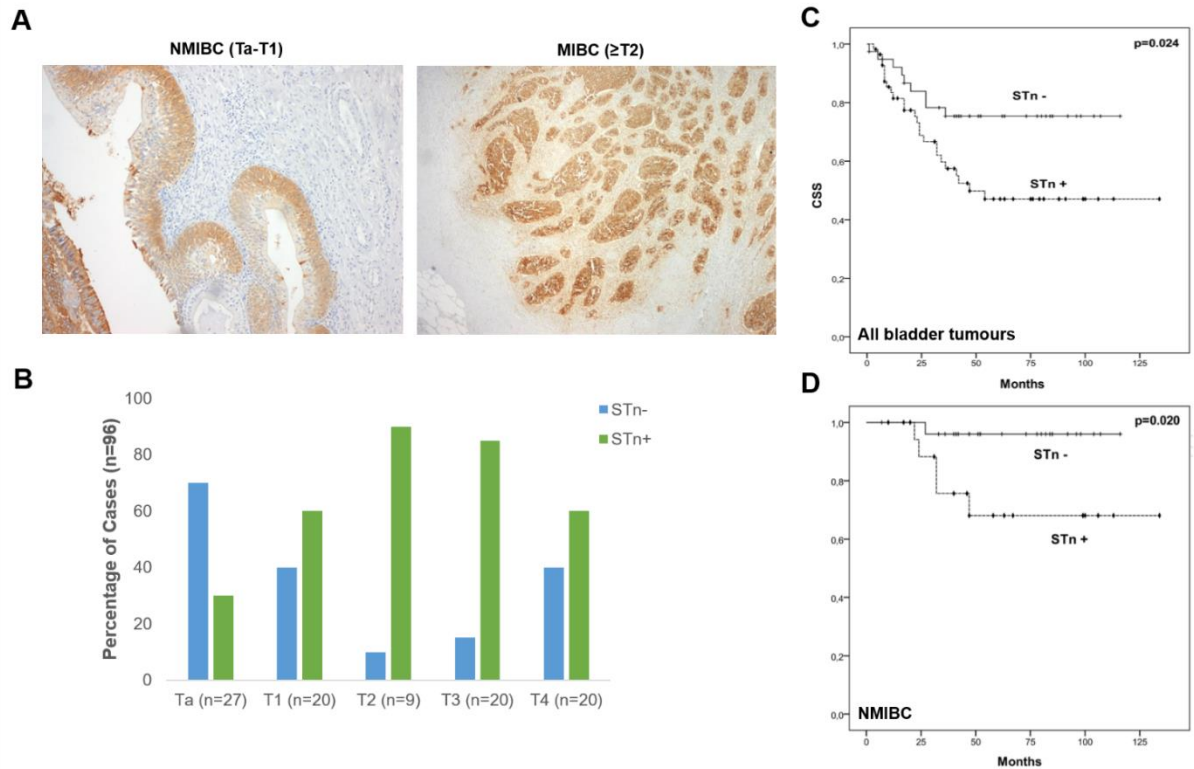 A
NMIBC (Ta-T1)
MIBC (≥T2)
B
100
80
60
40
20
0
Percentage of Cases (n=96)
STn-
STn+
Ta (n=27) T1 (n=20) T2 (n=9) T3 (n=20) T4 (n=20)
C
p=0.024
1,0
0,8
0,6
0,4
0,2
0,0
CSS
STn -
STn +
All bladder tumours
0 25 50 75 100 125
Months
D
p=0.020
1,0
0,8
0,6
0,4
0,2
0,0
STn -
STn +
NMIBC
0 25 50 75 100 125
Months